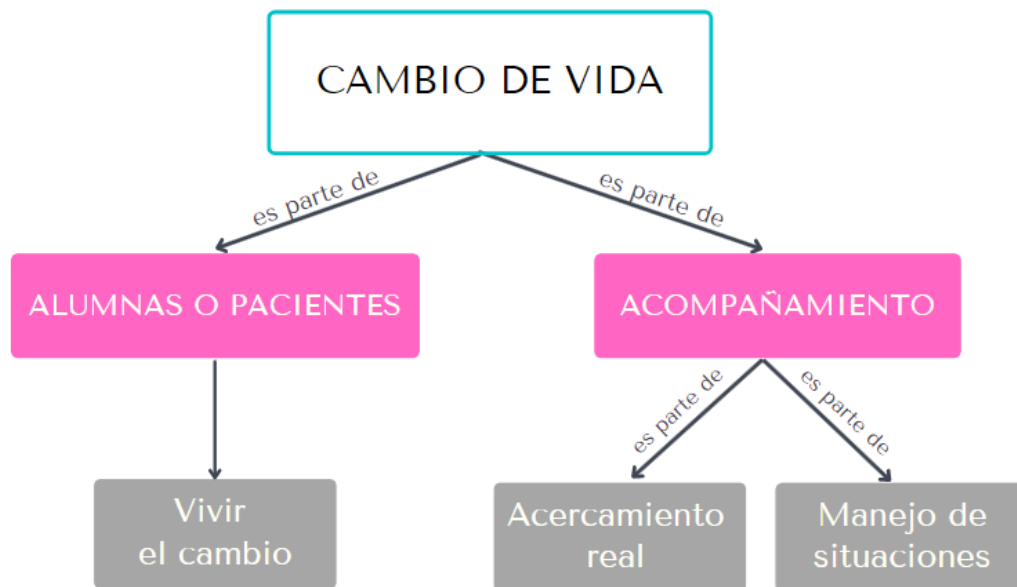 CAMBIO DE VIDA
es parte de
es parte de
ALUMNAS O PACIENTES
ACOMPAÑAMIENTO
es parte de
es parte de
Vivir
el cambio
Acercamiento
real
Manejo de
situaciones